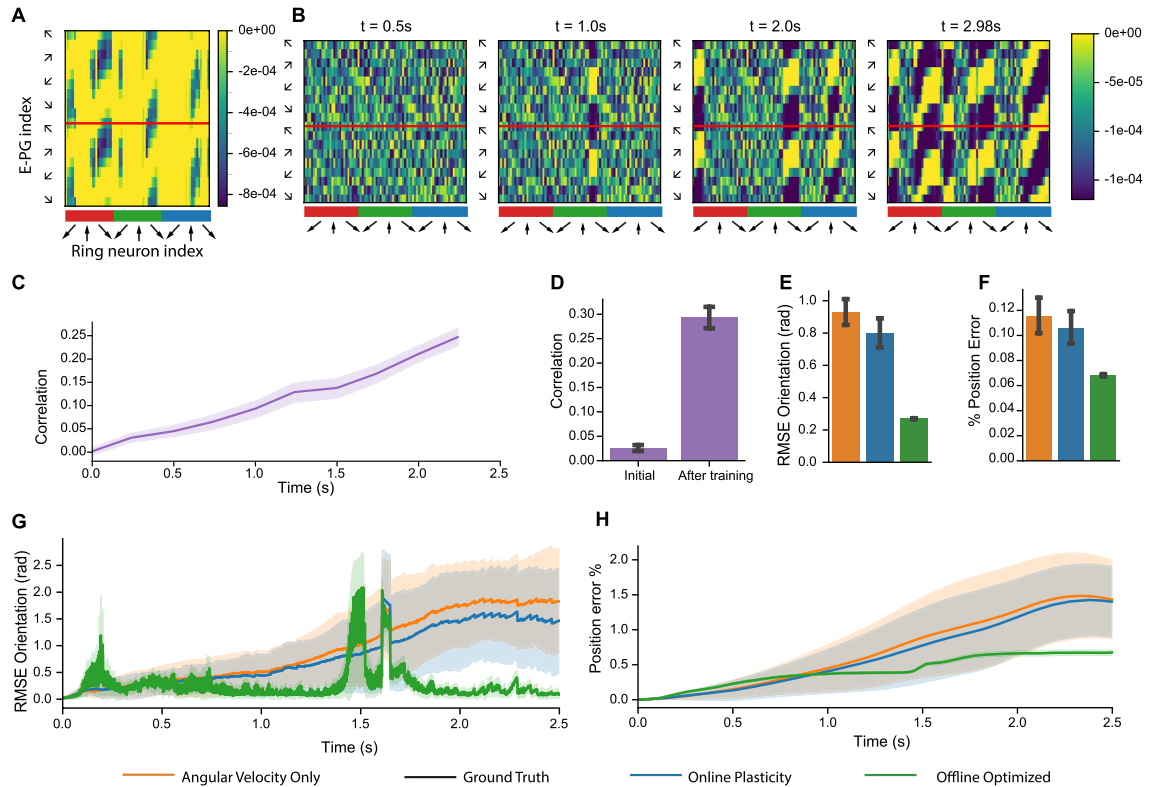 A
B
t = 0.5s
t = 1.0s
t = 2.0s
t = 2.98s
0e+00
-2e-04
-4e-04
-6e-04
-8e-04
0e+00
-5e-05
-1e-04
-1e-04
E-PG index
Ring neuron index
C
Correlation
0.25
0.20
0.15
0.10
0.05
0.00
0.0 0.5 1.0 1.5 2.0 2.5
Time (s)
D
Correlation
0.30
0.25
0.20
0.15
0.10
0.05
0.00
Initial After training
E
RMSE Orientation (rad)
1.0
0.8
0.6
0.4
0.2
0.0
F
% Position Error
0.12
0.10
0.08
0.06
0.04
0.02
0.00
G
RMSE Orientation (rad)
2.5
2.0
1.5
1.0
0.5
0.0
0.0 0.5 1.0 1.5 2.0 2.5
Time (s)
H
Position error %
2.0
1.5
1.0
0.5
0.0
0.0 0.5 1.0 1.5 2.0 2.5
Time (s)
Angular Velocity Only Ground Truth Online Plasticity Offline Optimized